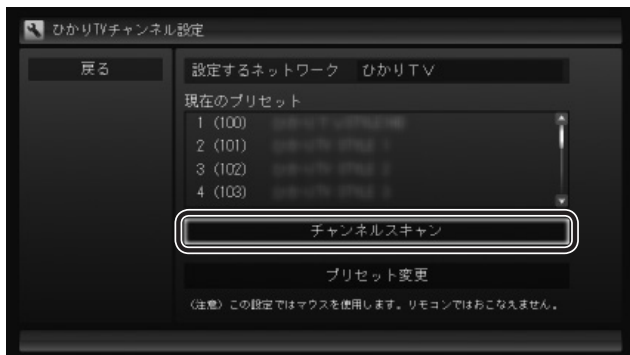 ひかりTVチャンネル設定
戻る
設定するネットワーク ひかりTV
現在のプリセット
1 (100)
2 (101)
3 (102)
4 (103)
チャンネルスキャン
プリセット変更
〈注意〉この設定ではマウスを使用します。リモコンではおこなえません。